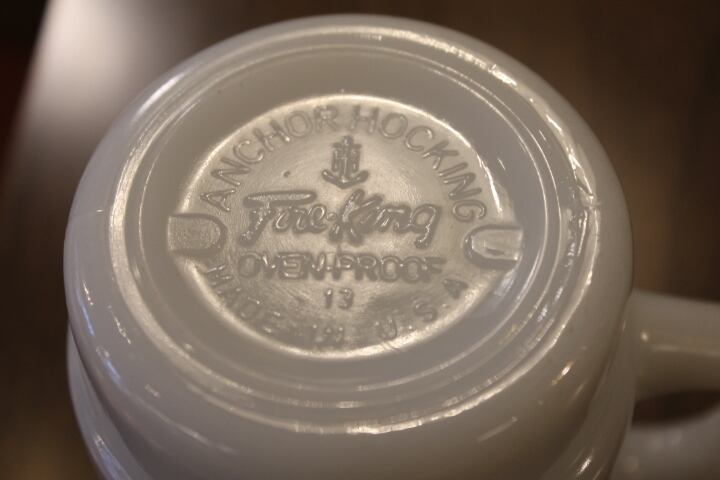 ANCHOR HOCKING
Fire-King
OVEN-PROOF
13
MADE IN U.S.A